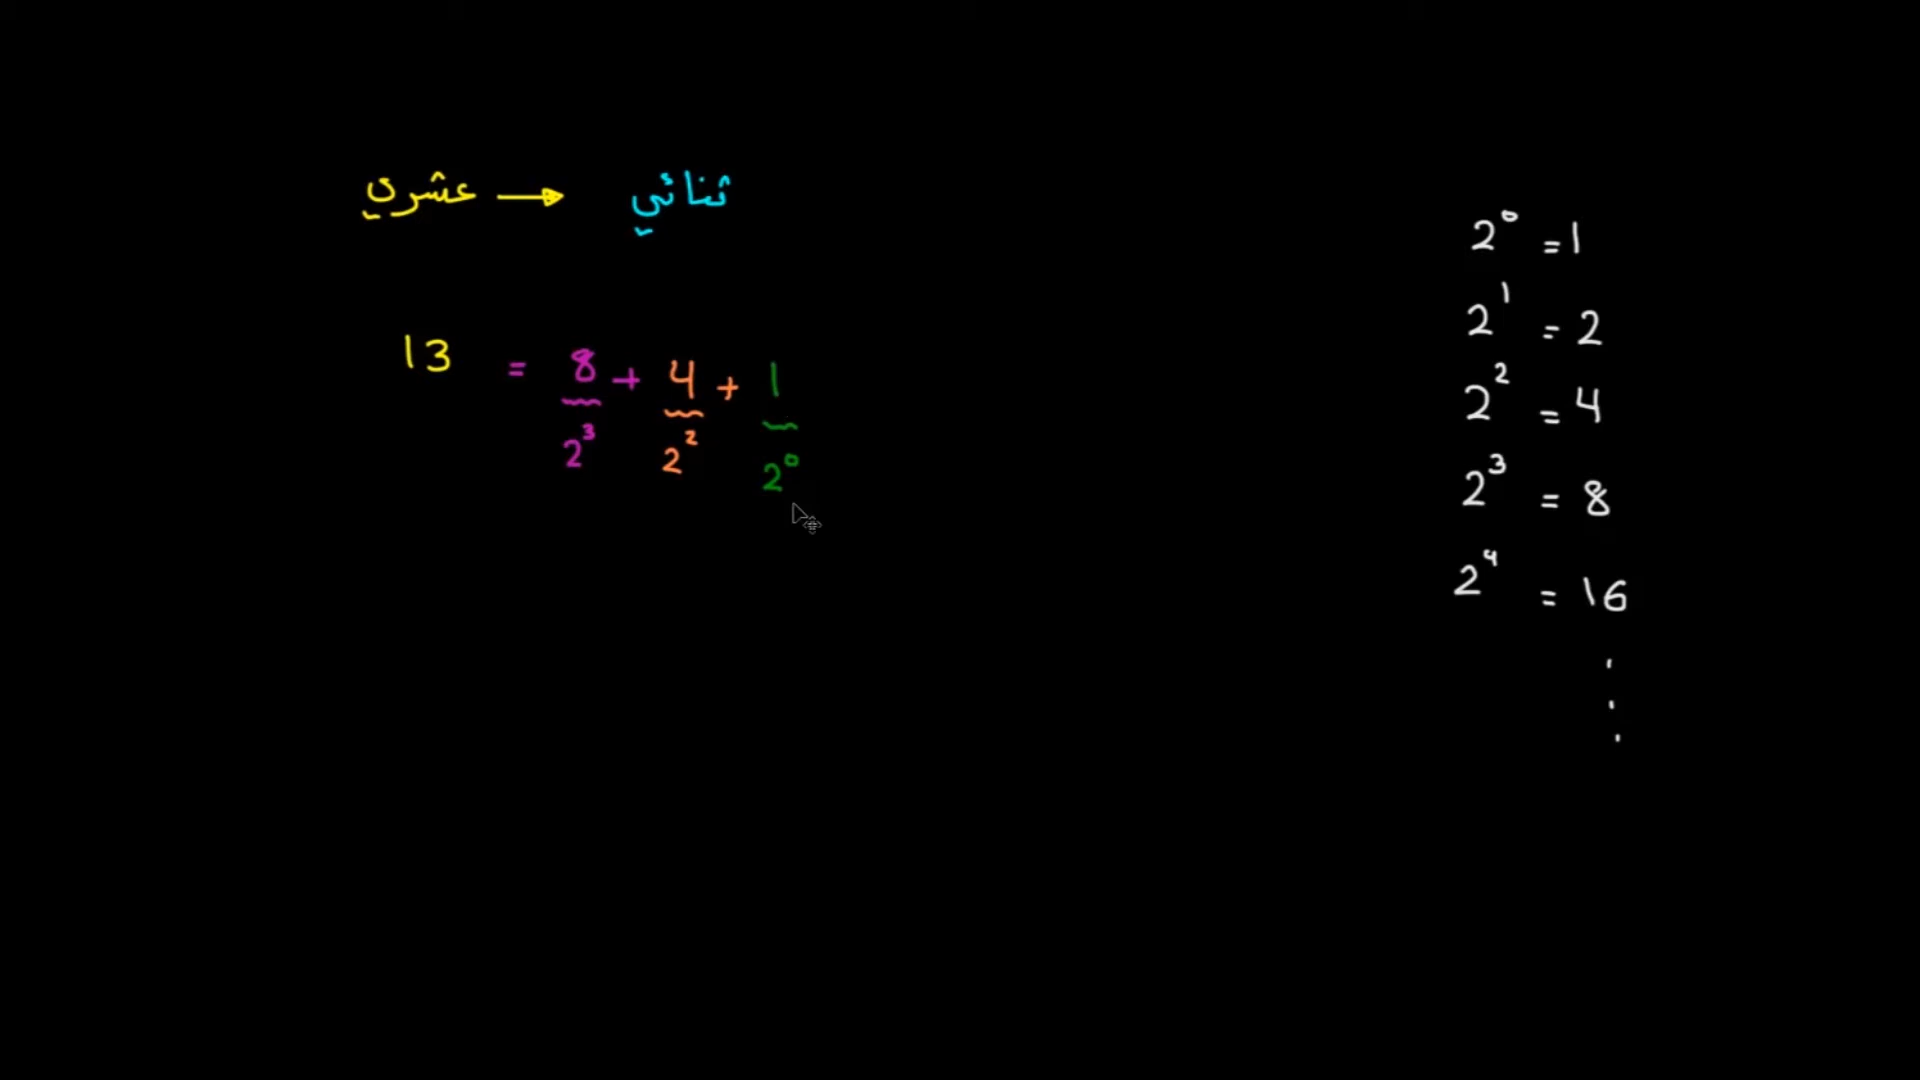 عشري → ثنائي
13 = 8 + 4 + 1
2³ 2² 2⁰
2⁰ = 1
2¹ = 2
2² = 4
2³ = 8
2⁴ = 16
.
.
.